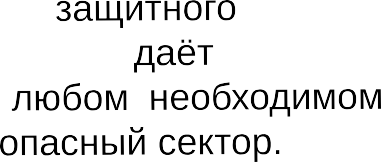 защитного
даёт
любом необходимом
опасный сектор.